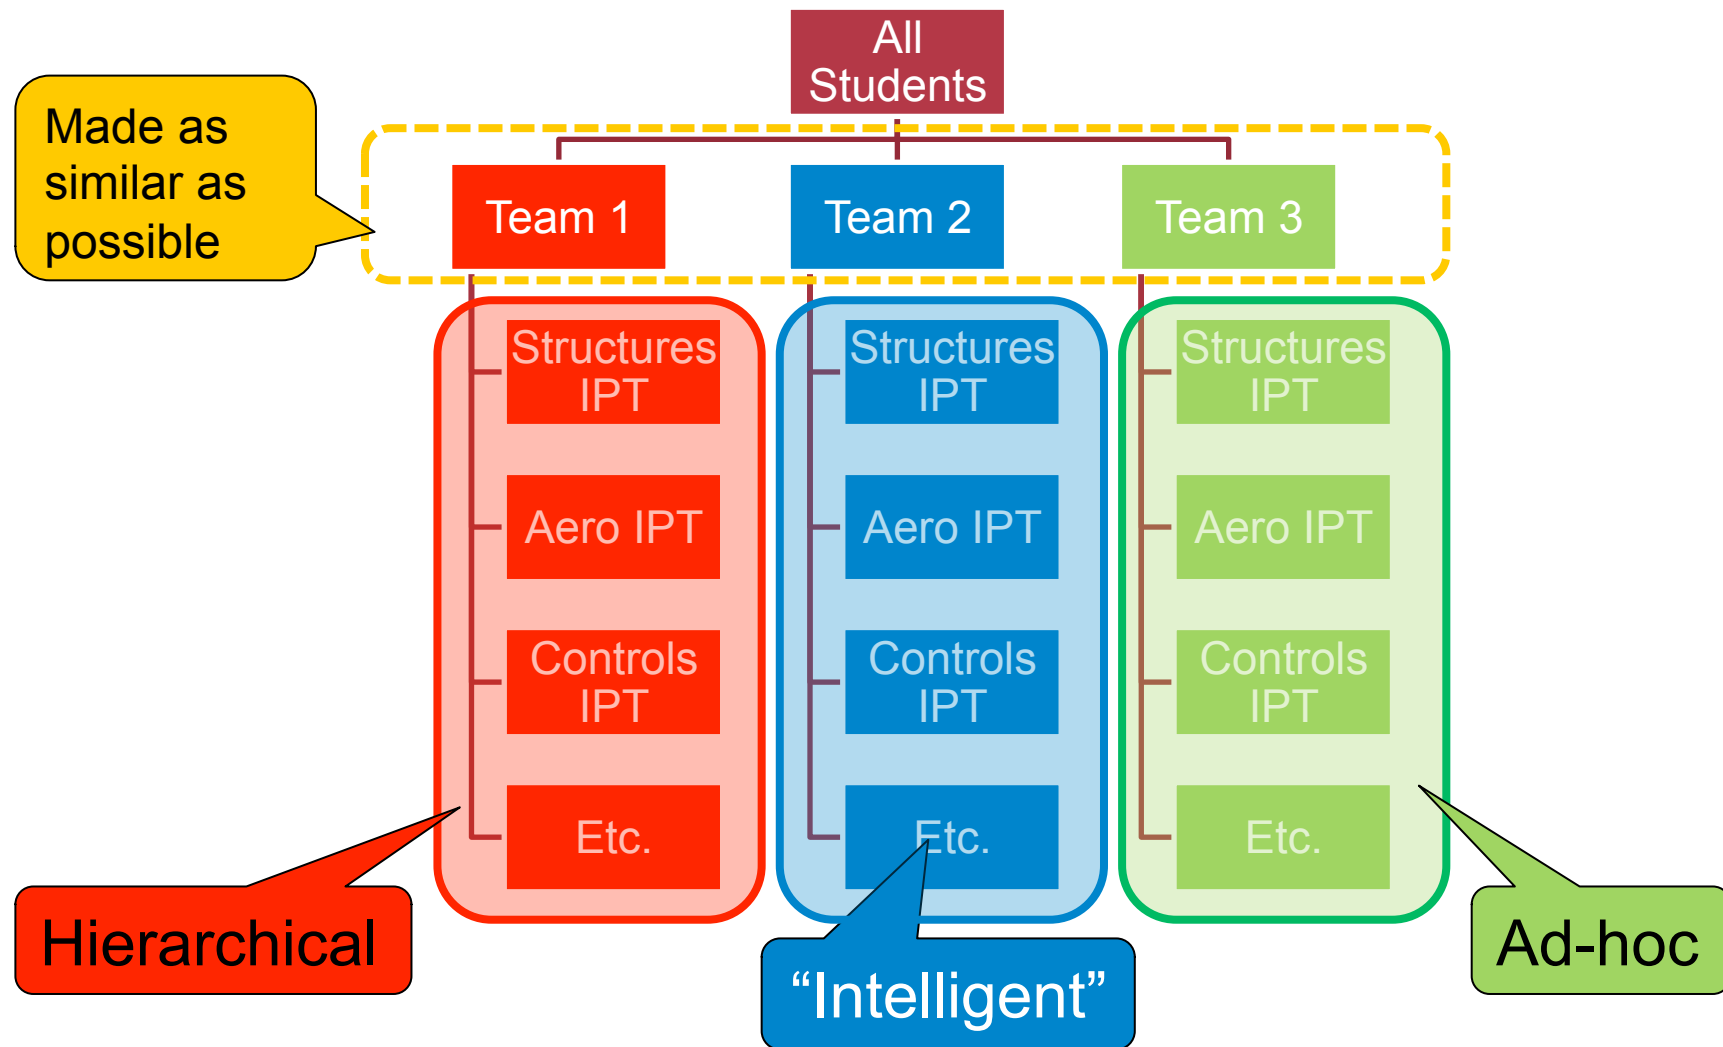 All
Students
Made as
similar as
possible
Team 1
Team 2
Team 3
Structures
IPT
Structures
IPT
Structures
IPT
Aero IPT
Aero IPT
Aero IPT
Controls
IPT
Controls
IPT
Controls
IPT
Etc.
Etc.
Etc.
Hierarchical
“Intelligent”
Ad-hoc